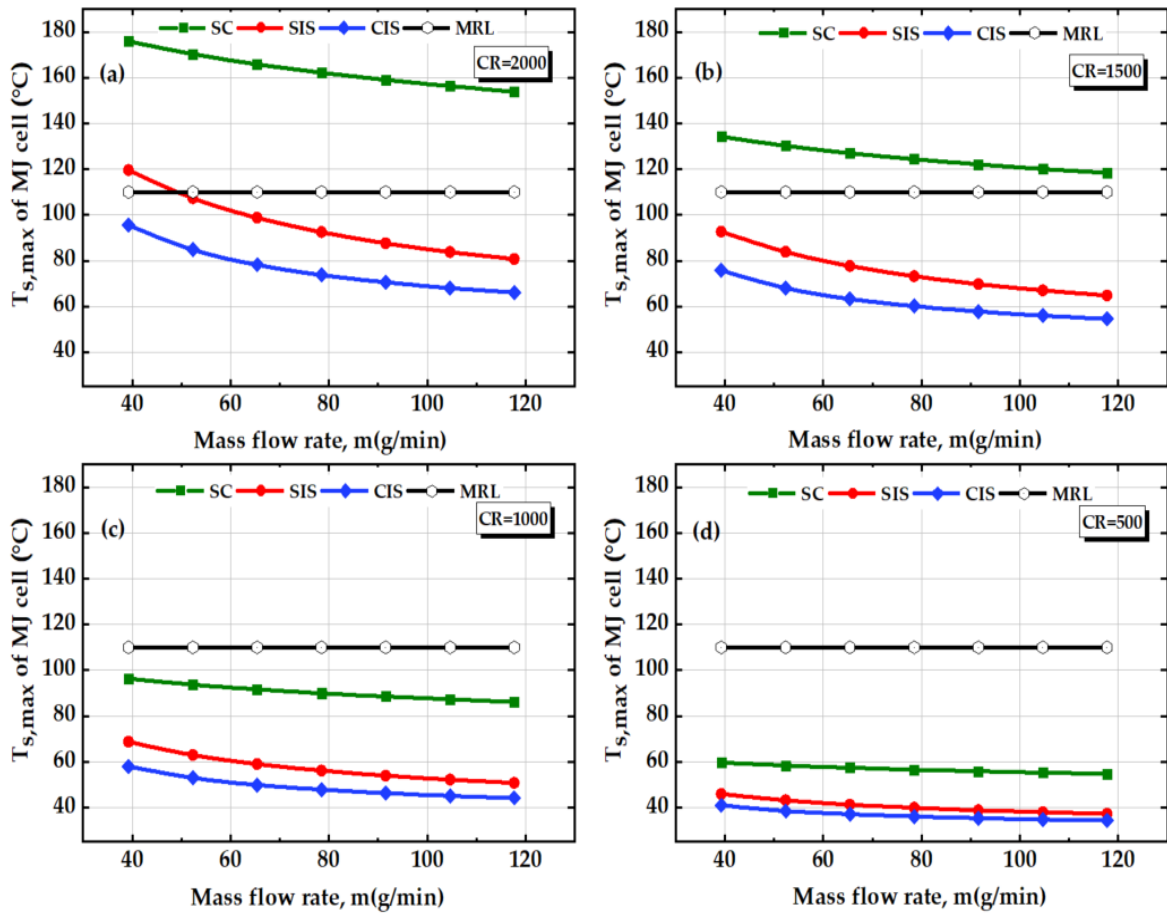 SC SIS CIS MRL
(a)
CR=2000
180
160
140
120
100
80
60
40
T_s,max of MJ cell (°C)
40 60 80 100 120
Mass flow rate, m(g/min)
SC SIS CIS MRL
(b)
CR=1500
180
160
140
120
100
80
60
40
T_s,max of MJ cell (°C)
40 60 80 100 120
Mass flow rate, m(g/min)
SC SIS CIS MRL
(c)
CR=1000
180
160
140
120
100
80
60
40
T_s,max of MJ cell (°C)
40 60 80 100 120
Mass flow rate, m(g/min)
SC SIS CIS MRL
(d)
CR=500
180
160
140
120
100
80
60
40
T_s,max of MJ cell (°C)
40 60 80 100 120
Mass flow rate, m(g/min)